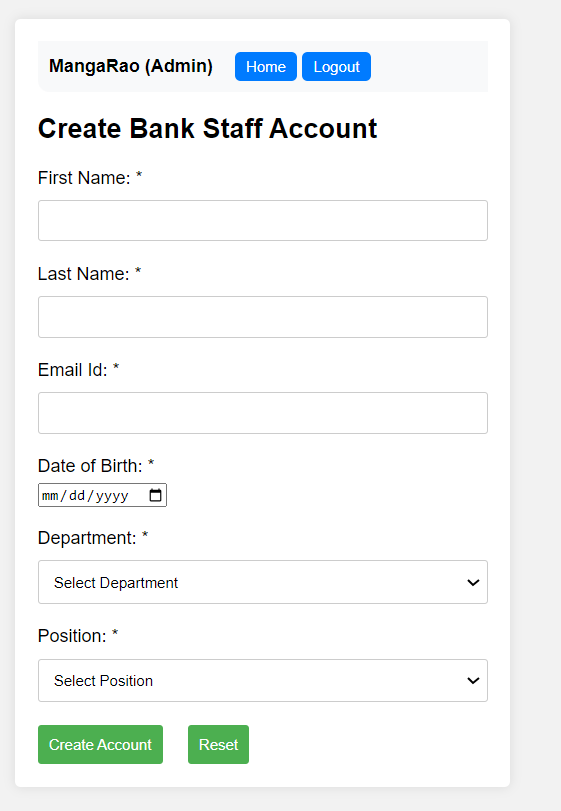 MangaRao (Admin) Home Logout
Create Bank Staff Account
First Name: *
Last Name: *
Email Id: *
Date of Birth: *
mm/dd/yyyy
Department: *
Select Department
Position: *
Select Position
Create Account Reset